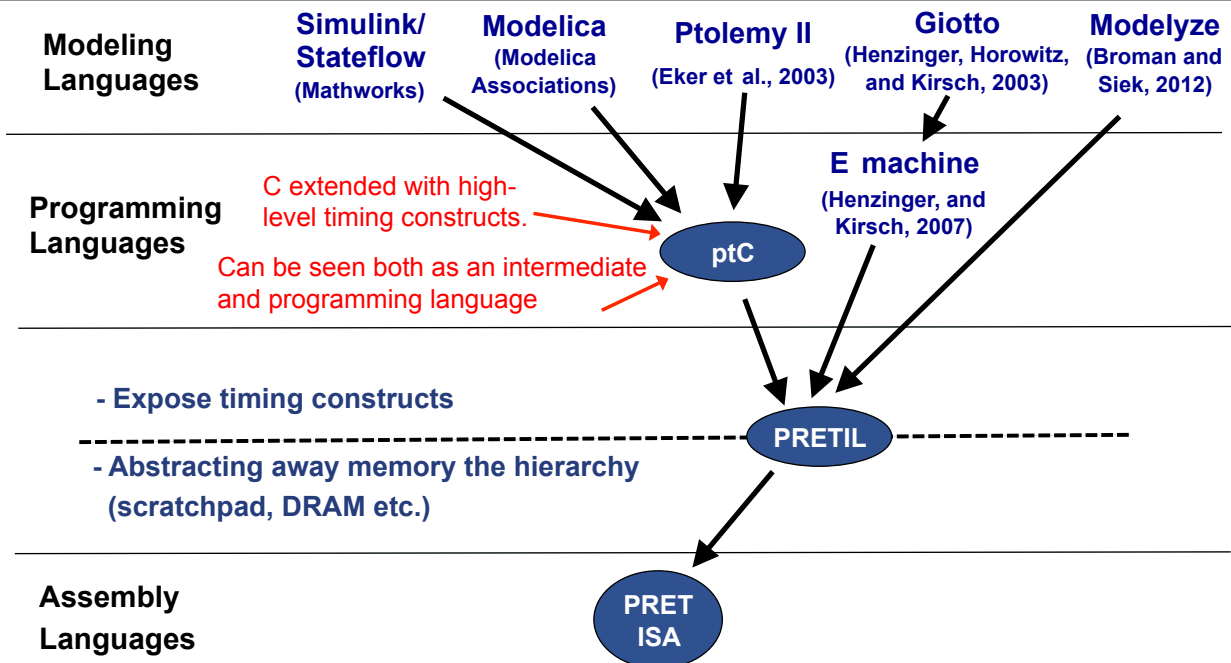 Modeling
Languages
Simulink/
Stateflow
(Mathworks)
Modelica
(Modelica
Associations)
Ptolemy II
(Eker et al., 2003)
Giotto
(Henzinger, Horowitz,
and Kirsch, 2003)
Modelyze
(Broman and
Siek, 2012)
Programming
Languages
C extended with high-
level timing constructs.
Can be seen both as an intermediate
and programming language
ptC
E machine
(Henzinger, and
Kirsch, 2007)
- Expose timing constructs
PRETIL
- Abstracting away memory the hierarchy
(scratchpad, DRAM etc.)
Assembly
Languages
PRET
ISA